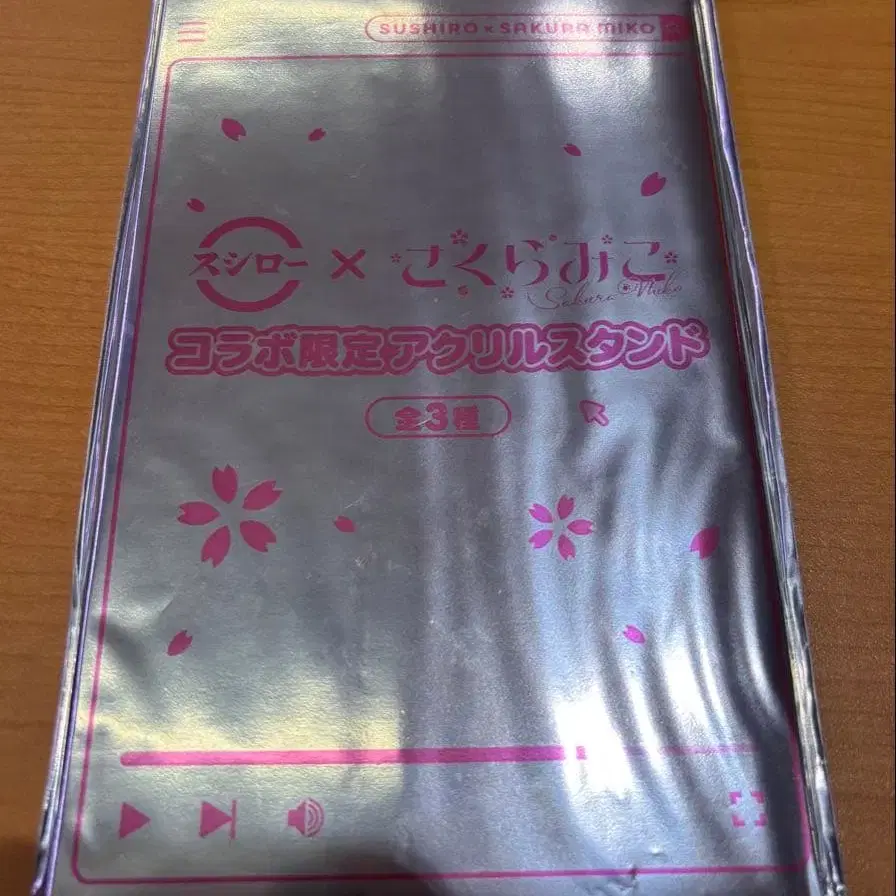 SUSHIRO × SAKURA MIKO
スシロー × さくらみこ
Sakura Miko
コラボ限定アクリルスタンド
全3種